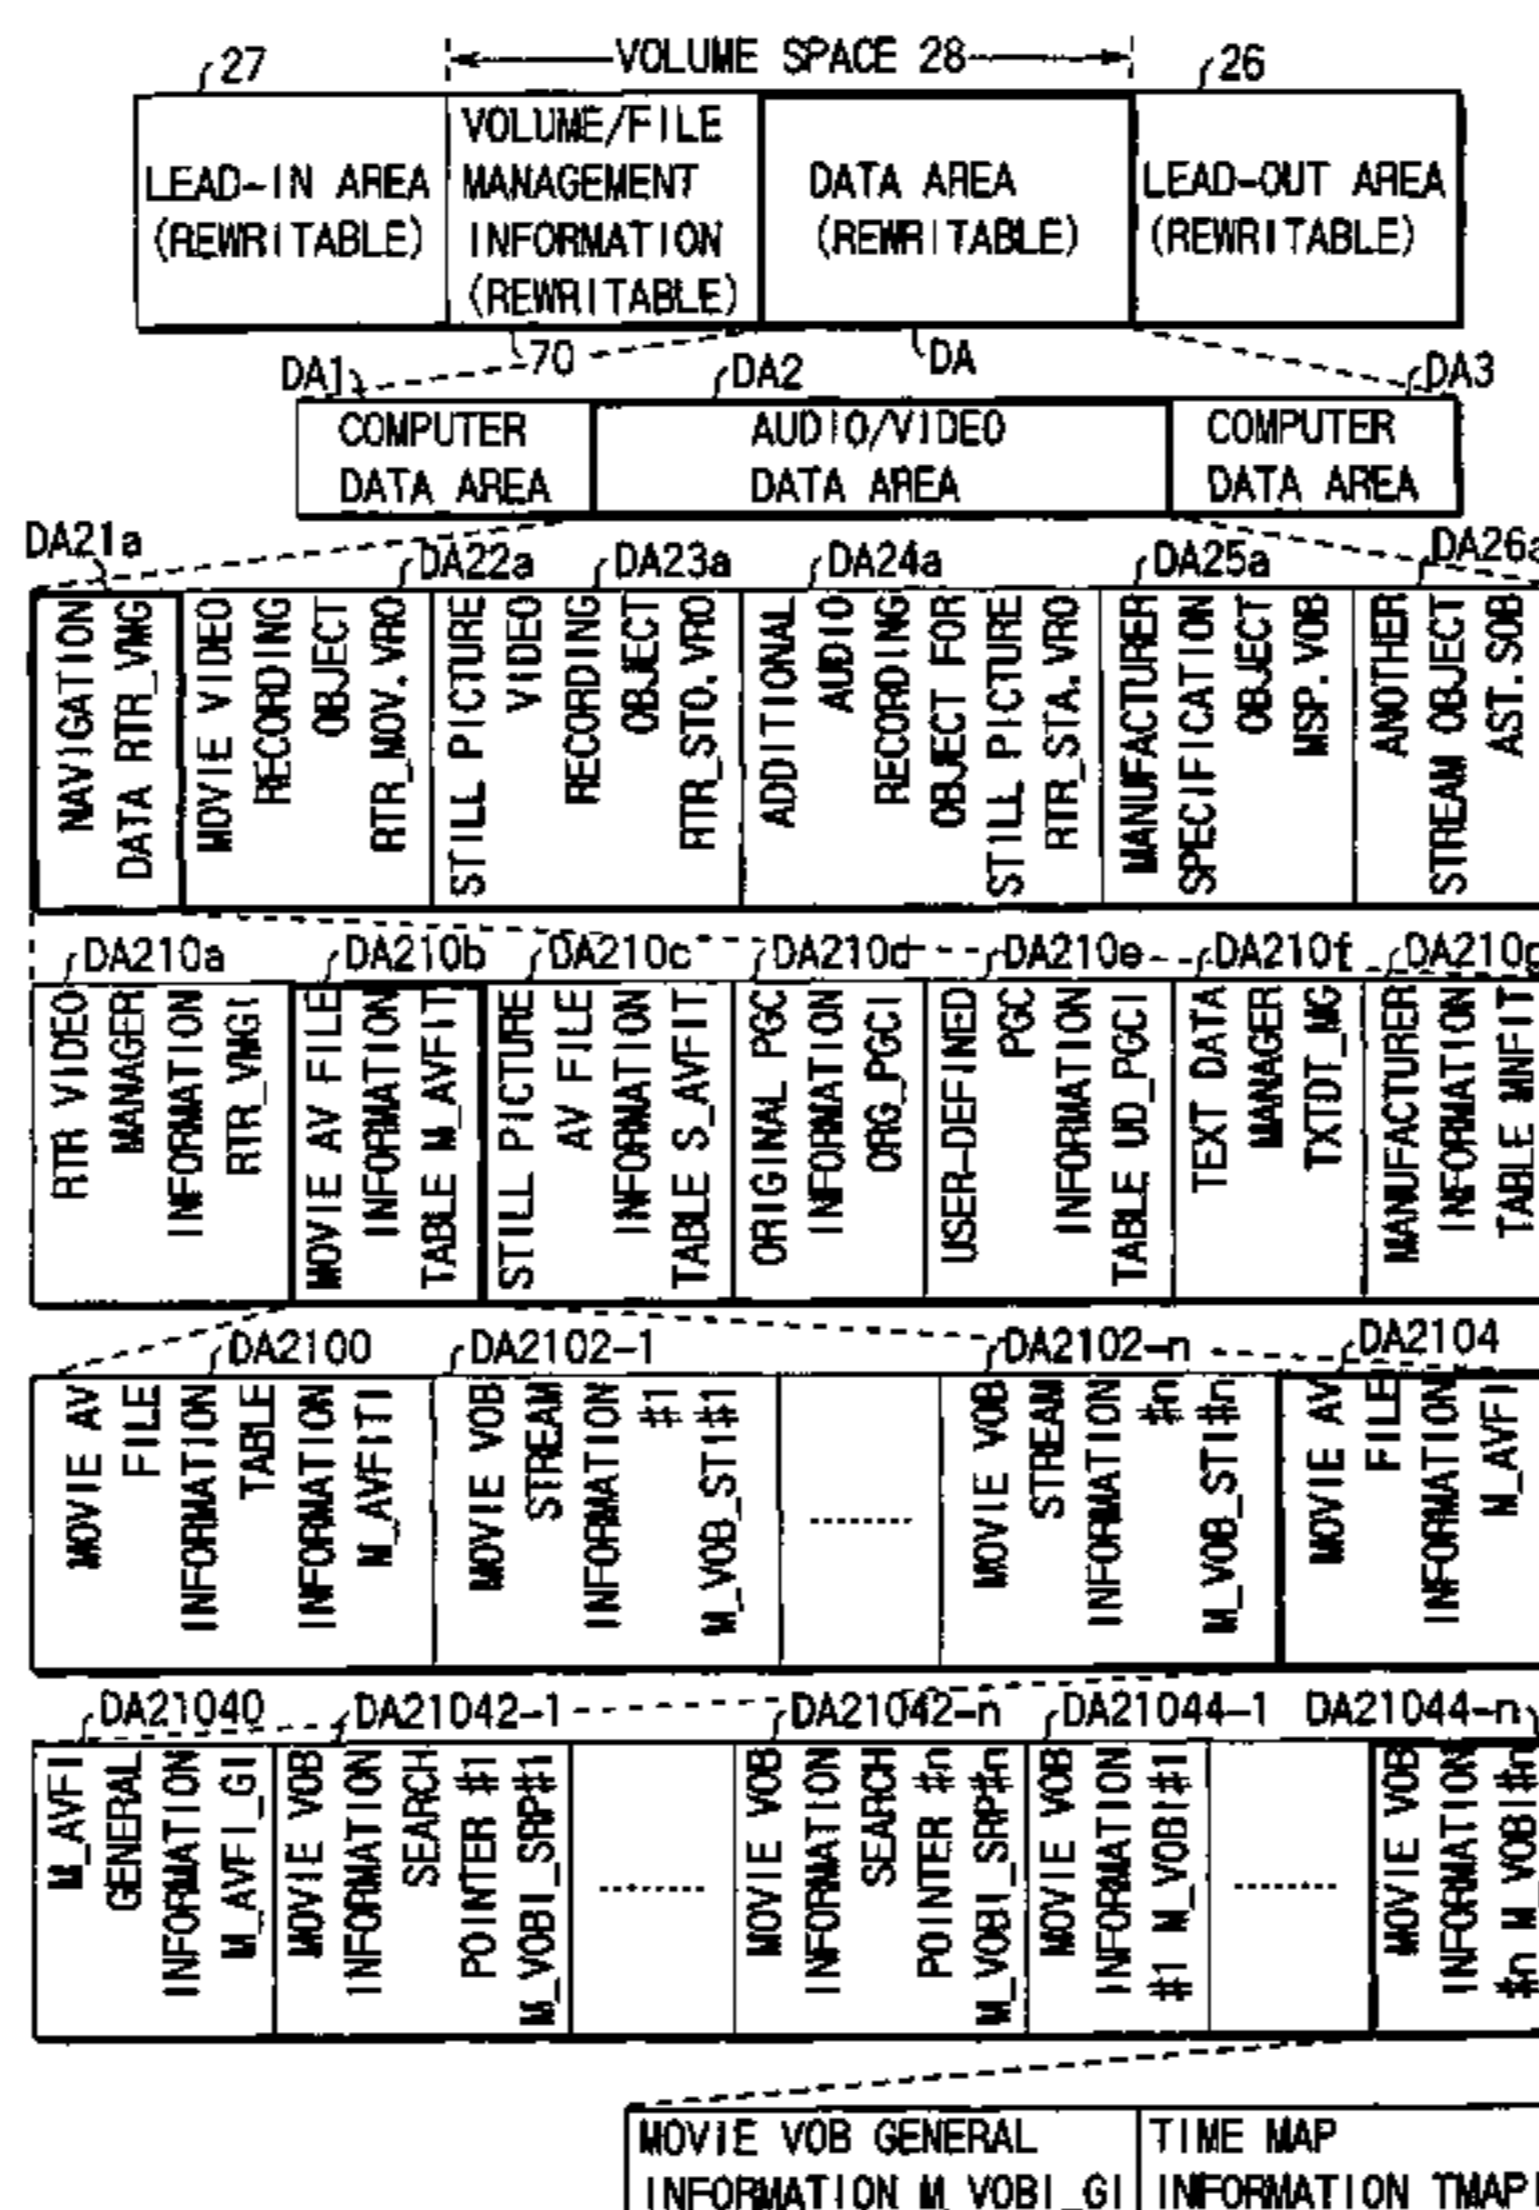 27
VOLUME SPACE 28
26
LEAD-IN AREA
(REWRITABLE)
VOLUME/FILE
MANAGEMENT
INFORMATION
(REWRITABLE)
DATA AREA
(REWRITABLE)
LEAD-OUT AREA
(REWRITABLE)
70
DA
DA1
DA2
DA3
COMPUTER
DATA AREA
AUDIO/VIDEO
DATA AREA
COMPUTER
DATA AREA
DA21a
DA22a
DA23a
DA24a
DA25a
DA26a
NAVIGATION
DATA RTR_VMG
MOVIE VIDEO
RECORDING
OBJECT
RTR_MOV.VRO
STILL PICTURE
VIDEO
RECORDING
OBJECT
RTR_STO.VRO
ADDITIONAL
AUDIO
RECORDING
OBJECT FOR
STILL PICTURE
RTR_STA.VRO
MANUFACTURER
SPECIFICATION
OBJECT
MSP.VOB
ANOTHER
STREAM OBJECT
AST.SOB
DA210a
DA210b
DA210c
DA210d
DA210e
DA210f
DA210g
RTR VIDEO
MANAGER
INFORMATION
RTR_VMGI
MOVIE AV FILE
INFORMATION
TABLE M_AVFIT
STILL PICTURE
AV FILE
INFORMATION
TABLE S_AVFIT
ORIGINAL PGC
INFORMATION
ORG_PGCI
USER-DEFINED
PGC
INFORMATION
TABLE UD_PGCI
TEXT DATA
MANAGER
TXTDT_MG
MANUFACTURER
INFORMATION
TABLE MNFIT
DA2100
DA2102-1
DA2102-n
DA2104
MOVIE AV
FILE
INFORMATION
TABLE
INFORMATION
M_AVFITI
MOVIE VOB
STREAM
INFORMATION
#1
M_VOB_STI#1
........
MOVIE VOB
STREAM
INFORMATION
#n
M_VOB_STI#n
MOVIE AV
FILE
INFORMATION
M_AVFI
DA21040
DA21042-1
DA21042-n
DA21044-1
DA21044-n
M_AVFI
GENERAL
INFORMATION
M_AVFI_GI
MOVIE VOB
INFORMATION
SEARCH
POINTER #1
M_VOBI_SRP#1
........
MOVIE VOB
INFORMATION
SEARCH
POINTER #n
M_VOBI_SRP#n
MOVIE VOB
INFORMATION
#1 M_VOBI#1
........
MOVIE VOB
INFORMATION
#n M_VOBI#n
MOVIE VOB GENERAL
INFORMATION M_VOBI_GI
TIME MAP
INFORMATION TMAPI